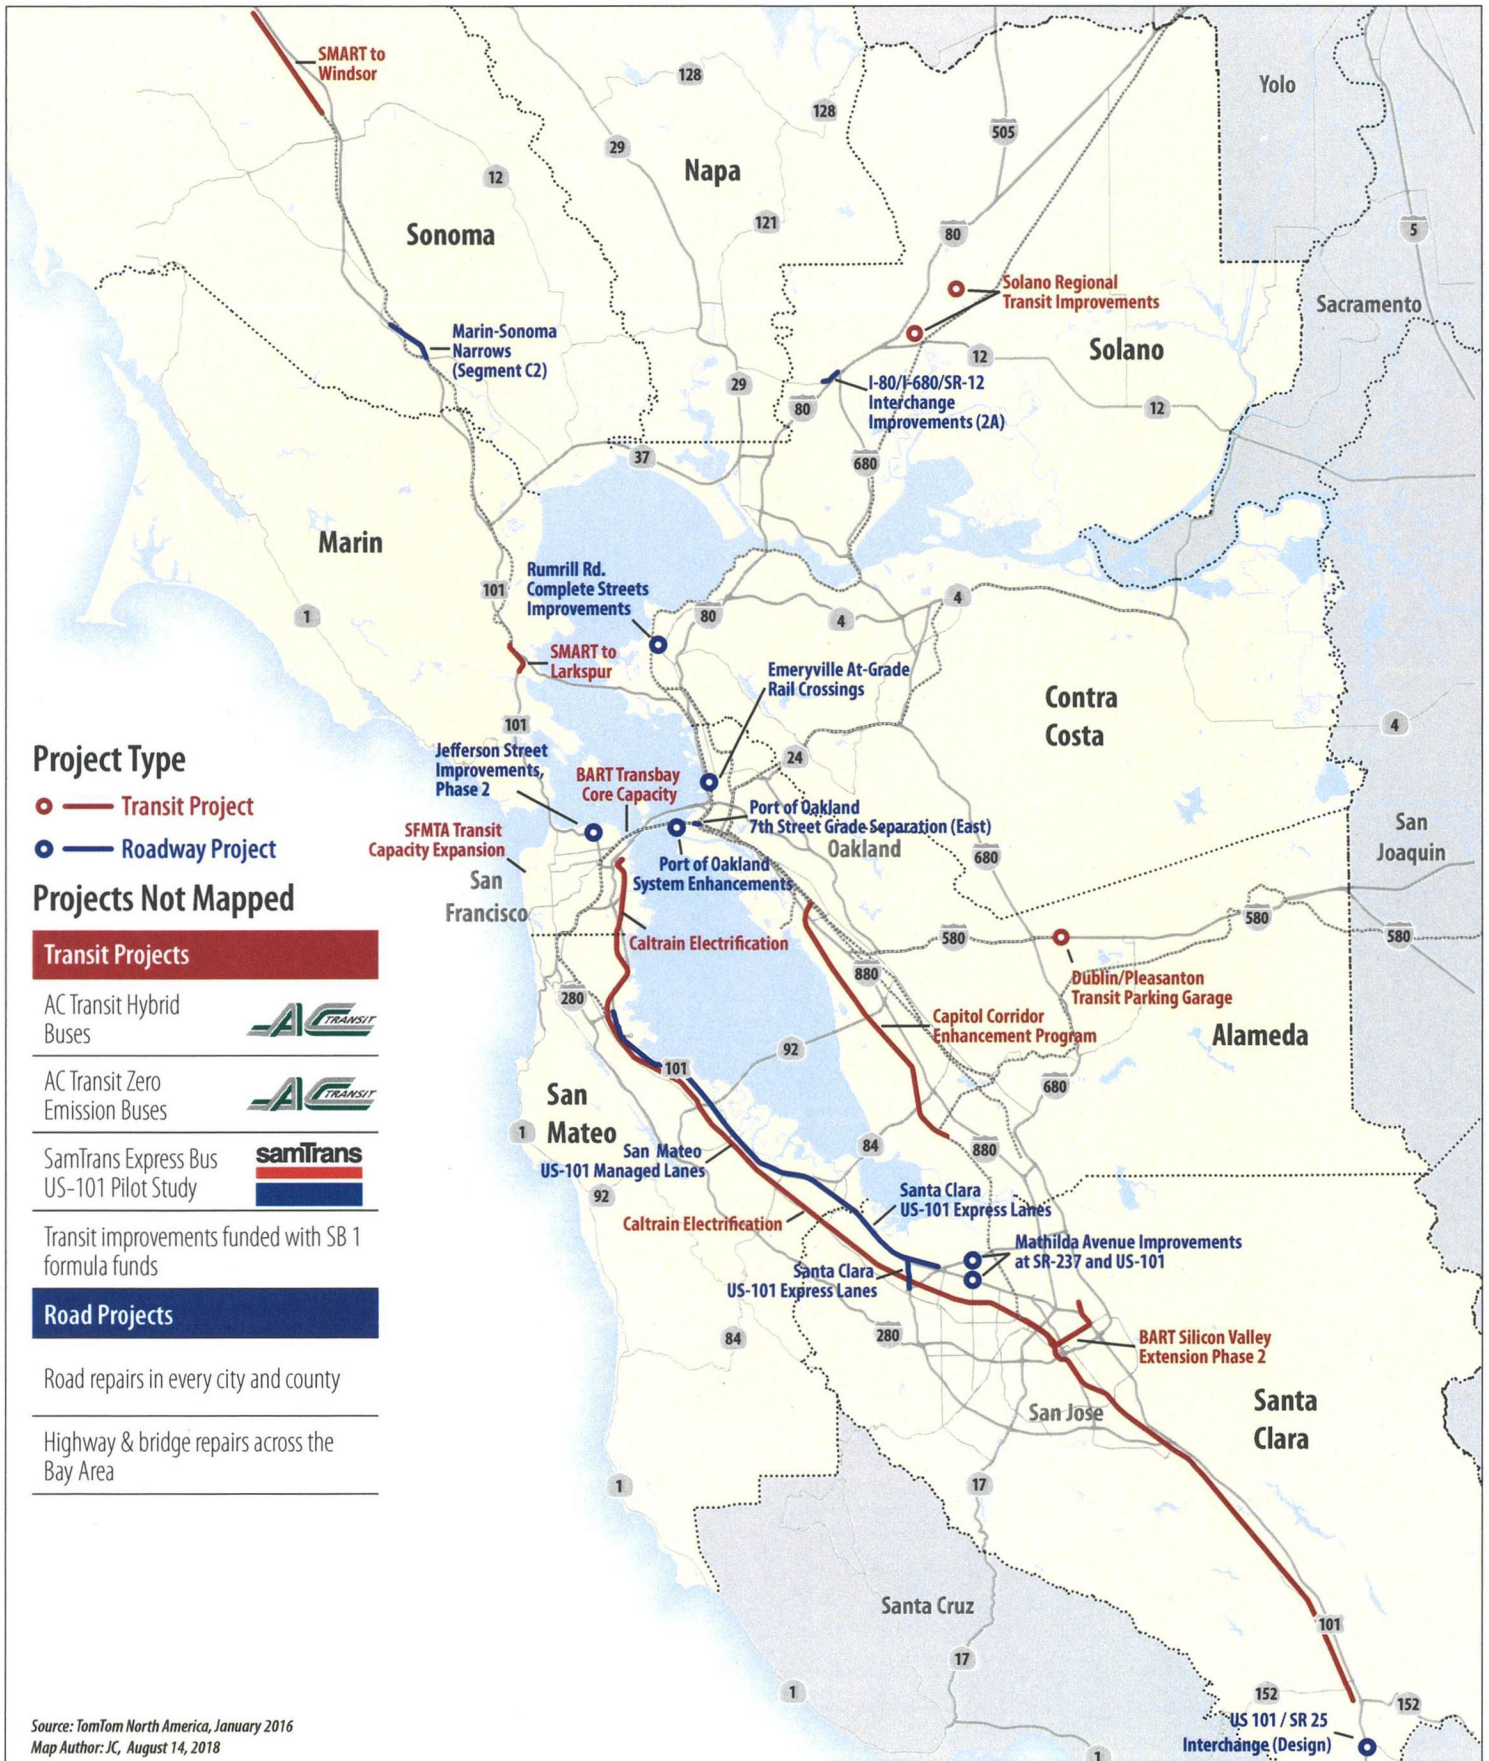 SMART to
Windsor
128
128
505
Yolo
29
Napa
12
Sonoma
121
80
5
Solano Regional
Transit Improvements
Sacramento
Marin-Sonoma
Narrows
(Segment C2)
12
Solano
29
80
I-80/I-680/SR-12
Interchange
Improvements (2A)
12
37
680
Marin
Rumrill Rd.
Complete Streets
Improvements
101
1
80
4
4
SMART to
Larkspur
Emeryville At-Grade
Rail Crossings
Contra
Costa
101
4
Project Type
Transit Project
Roadway Project
Jefferson Street
Improvements,
Phase 2
BART Transbay
Core Capacity
24
Port of Oakland
7th Street Grade Separation (East)
Oakland
SFMTA Transit
Capacity Expansion
Port of Oakland
System Enhancements
680
San
Joaquin
San
Francisco
Projects Not Mapped
Transit Projects
AC Transit Hybrid
Buses
AC TRANSIT
AC Transit Zero
Emission Buses
AC TRANSIT
SamTrans Express Bus
US-101 Pilot Study
samTrans
Transit improvements funded with SB 1
formula funds
Road Projects
Road repairs in every city and county
Highway & bridge repairs across the
Bay Area
Caltrain Electrification
580
580
580
880
Dublin/Pleasanton
Transit Parking Garage
280
Capitol Corridor
Enhancement Program
Alameda
92
101
680
San
Mateo
1
San Mateo
US-101 Managed Lanes
84
880
92
Santa Clara
US-101 Express Lanes
Caltrain Electrification
Mathilda Avenue Improvements
at SR-237 and US-101
Santa Clara
US-101 Express Lanes
84
280
BART Silicon Valley
Extension Phase 2
San Jose
Santa
Clara
1
17
Santa Cruz
101
17
1
152
152
US 101 / SR 25
Interchange (Design)
1
Source: TomTom North America, January 2016
Map Author: JC, August 14, 2018